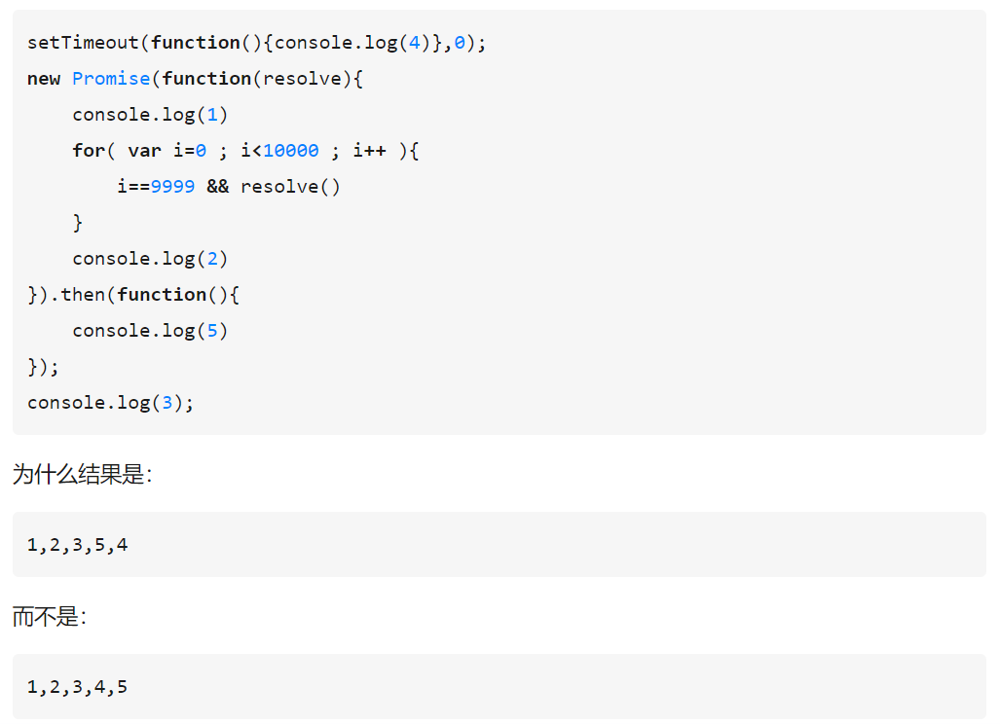 setTimeout(function(){console.log(4)},0);
new Promise(function(resolve){
    console.log(1)
    for( var i=0 ; i<10000 ; i++ ){
        i==9999 && resolve()
    }
    console.log(2)
}).then(function(){
    console.log(5)
});
console.log(3);
为什么结果是：
1,2,3,5,4
而不是：
1,2,3,4,5